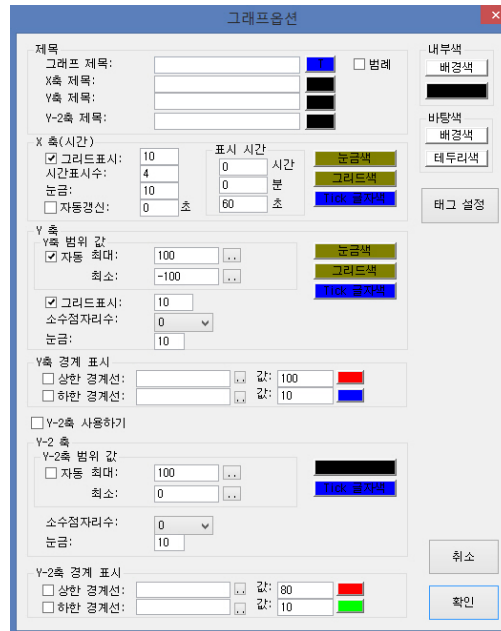 그래프옵션
제목
내부색
그래프 제목: T 범례
배경색
X축 제목:
Y축 제목:
Y-2축 제목:
바탕색
배경색
테두리색
X 축(시간)
표시 시간
그리드표시: 10 0 시간 눈금색
시간표시수: 4 0 분 그리드색
눈금: 10
자동갱신: 0 초 60 초 Tick 글자색
태그 설정
Y 축
Y축 범위 값
자동 최대: 100 .. 눈금색
최소: -100 .. 그리드색
Tick 글자색
그리드표시: 10
소수점자리수: 0
눈금: 10
Y축 경계 표시
상한 경계선: .. 값: 100
하한 경계선: .. 값: 10
Y-2축 사용하기
Y-2 축
Y-2축 범위 값
자동 최대: 100 ..
최소: 0 .. Tick 글자색
소수점자리수: 0
눈금: 10
취소
Y-2축 경계 표시
상한 경계선: .. 값: 80
하한 경계선: .. 값: 10
확인